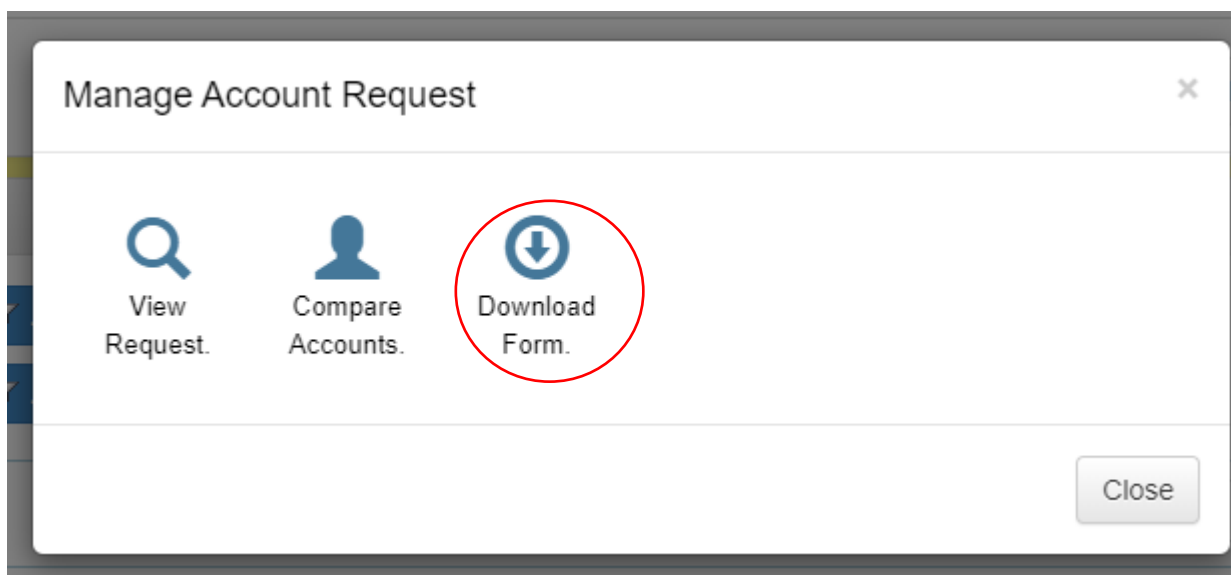 Manage Account Request
×
View
Request.
Compare
Accounts.
Download
Form.
Close